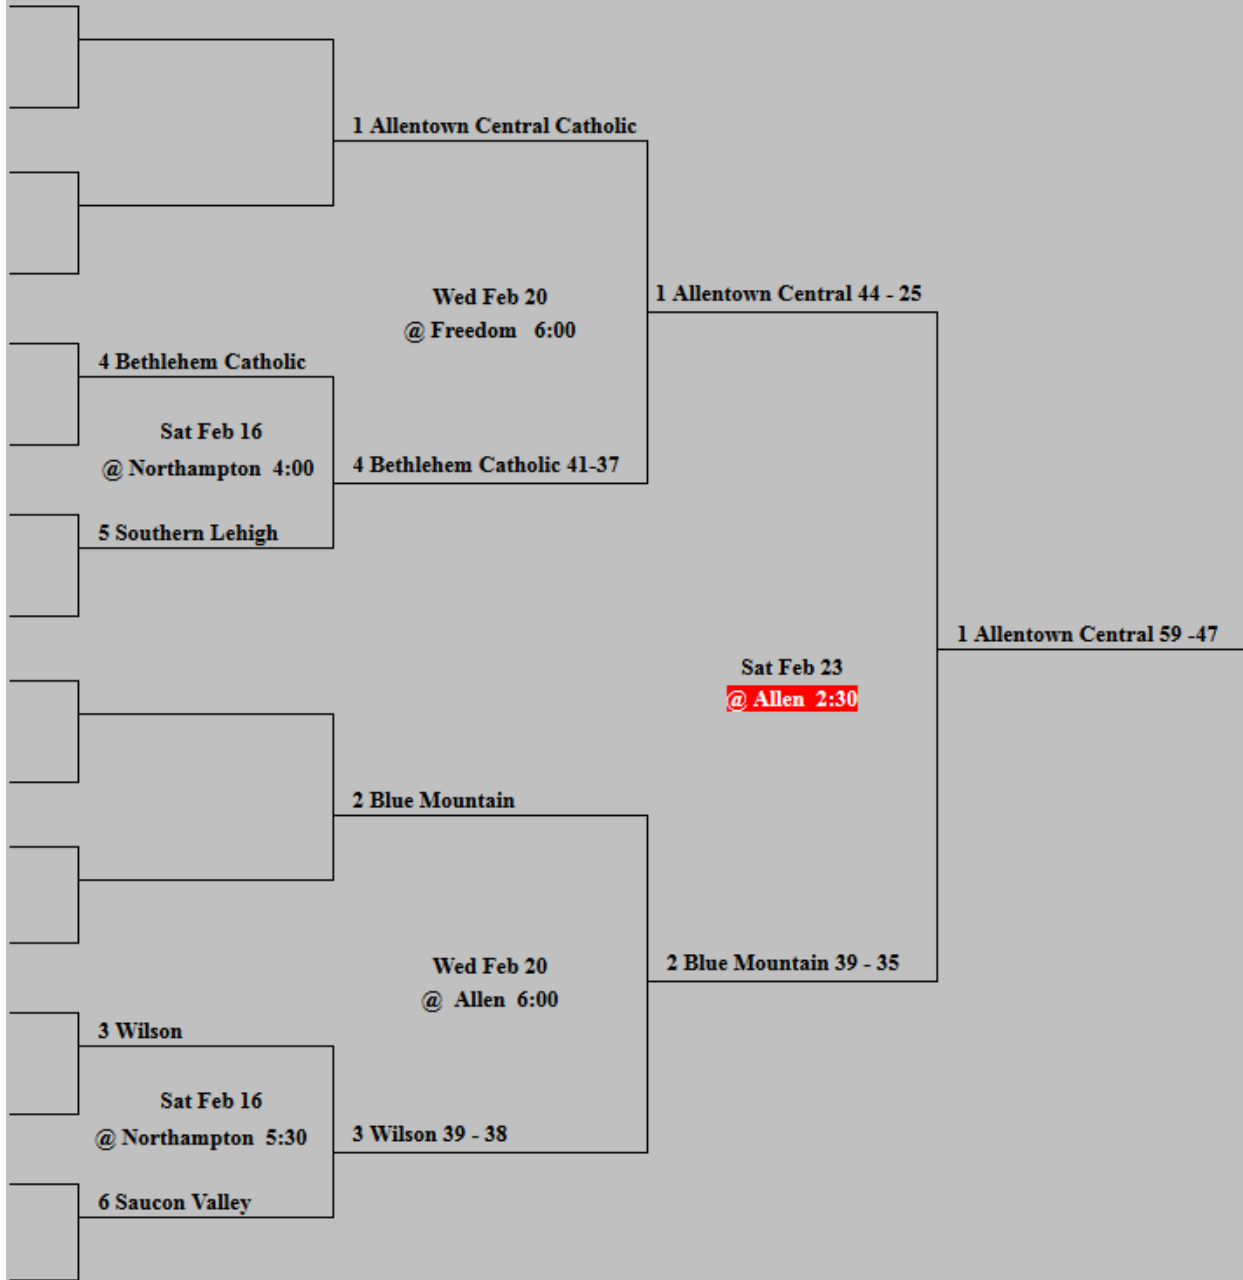 1 Allentown Central Catholic
Wed Feb 20
@ Freedom 6:00
1 Allentown Central 44 - 25
4 Bethlehem Catholic
Sat Feb 16
@ Northampton 4:00
4 Bethlehem Catholic 41-37
5 Southern Lehigh
1 Allentown Central 59 -47
Sat Feb 23
@ Allen 2:30
2 Blue Mountain
Wed Feb 20
@ Allen 6:00
2 Blue Mountain 39 - 35
3 Wilson
Sat Feb 16
@ Northampton 5:30
3 Wilson 39 - 38
6 Saucon Valley